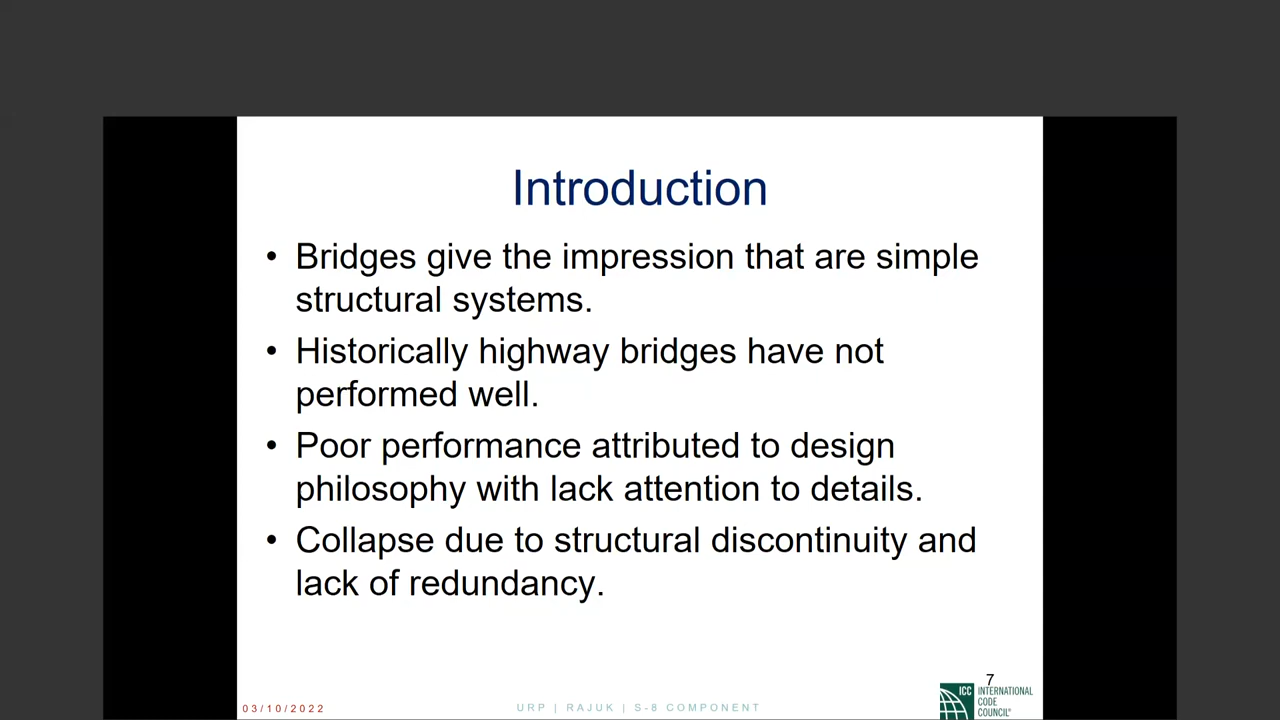 Introduction
• Bridges give the impression that are simple
structural systems.
• Historically highway bridges have not
performed well.
• Poor performance attributed to design
philosophy with lack attention to details.
• Collapse due to structural discontinuity and
lack of redundancy.
7
03/10/2022
URP | RAJUK | S-8 COMPONENT
ICC
INTERNATIONAL
CODE
COUNCIL®